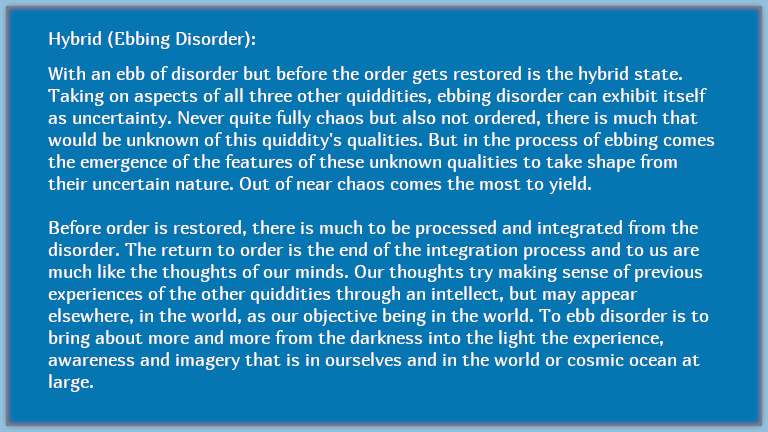 Hybrid (Ebbing Disorder):
With an ebb of disorder but before the order gets restored is the hybrid state.
Taking on aspects of all three other quiddities, ebbing disorder can exhibit itself
as uncertainty. Never quite fully chaos but also not ordered, there is much that
would be unknown of this quiddity's qualities. But in the process of ebbing comes
the emergence of the features of these unknown qualities to take shape from
their uncertain nature. Out of near chaos comes the most to yield.
Before order is restored, there is much to be processed and integrated from the
disorder. The return to order is the end of the integration process and to us are
much like the thoughts of our minds. Our thoughts try making sense of previous
experiences of the other quiddities through an intellect, but may appear
elsewhere, in the world, as our objective being in the world. To ebb disorder is to
bring about more and more from the darkness into the light the experience,
awareness and imagery that is in ourselves and in the world or cosmic ocean at
large.